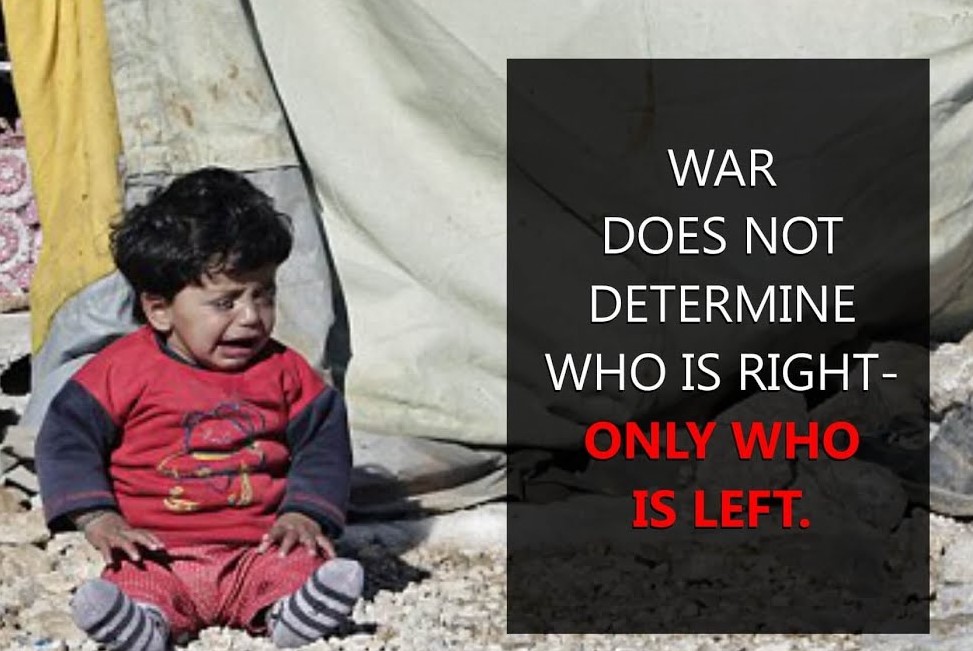 WAR
DOES NOT
DETERMINE
WHO IS RIGHT-
ONLY WHO
IS LEFT.